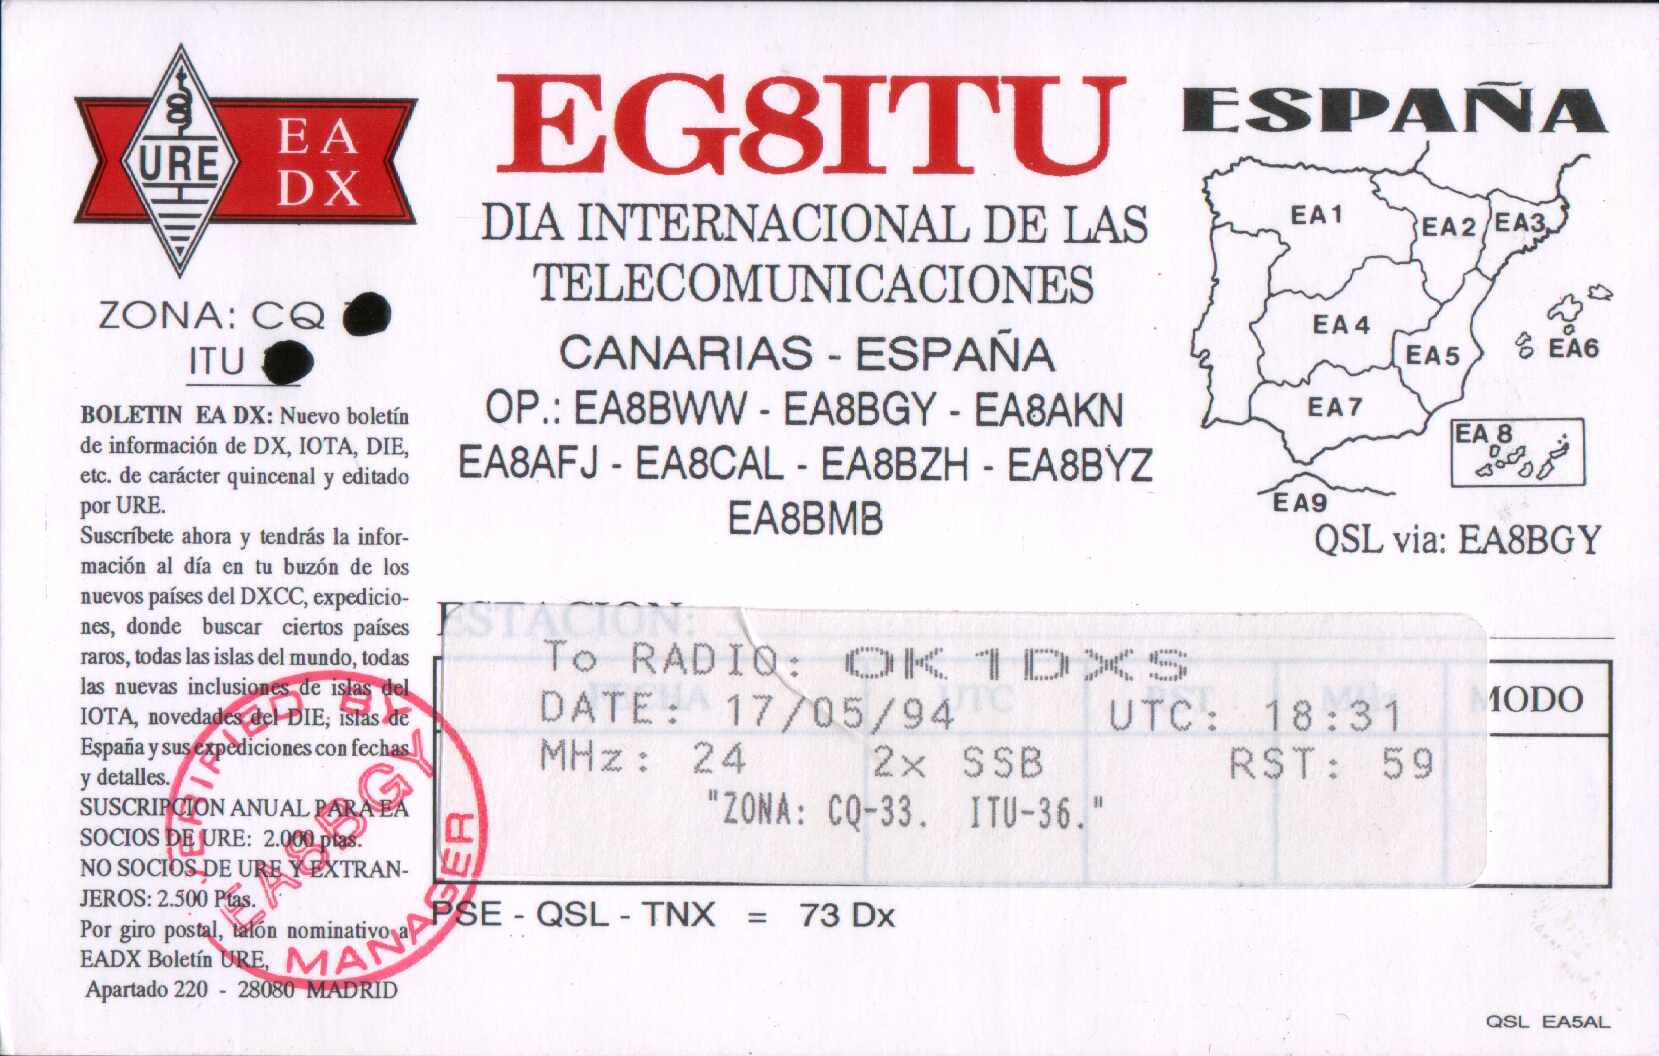 URE
EA
DX
ZONA: CQ
ITU
BOLETIN EA DX: Nuevo boletín
de información de DX, IOTA, DIE,
etc. de carácter quincenal y editado
por URE.
Suscríbete ahora y tendrás la infor-
mación al día en tu buzón de los
nuevos países del DXCC, expedicio-
nes, donde buscar ciertos países
raros, todas las islas del mundo, todas
las nuevas inclusiones de islas del
IOTA, novedades del DIE, islas de
España y sus expediciones con fechas
y detalles.
SUSCRIPCION ANUAL PARA EA
SOCIOS DE URE: 2.000 ptas.
NO SOCIOS DE URE Y EXTRAN-
JEROS: 2.500 Ptas.
Por giro postal, talón nominativo a
EADX Boletín URE,
Apartado 220 - 28080 MADRID
VERIFIED BY
EA8BGY
MANAGER
EG8ITU
DIA INTERNACIONAL DE LAS
TELECOMUNICACIONES
CANARIAS - ESPAÑA
OP.: EA8BWW - EA8BGY - EA8AKN
EA8AFJ - EA8CAL - EA8BZH - EA8BYZ
EA8BMB
ESPAÑA
EA1
EA2
EA3
EA4
EA5
EA6
EA7
EA8
EA9
QSL via: EA8BGY
ESTACION:
FECHA UTC RST MHz MODO
To RADIO: OK1DXS
DATE: 17/05/94 UTC: 18:31
MHz: 24 2x SSB RST: 59
"ZONA: CQ-33. ITU-36."
PSE - QSL - TNX = 73 Dx
QSL EA5AL